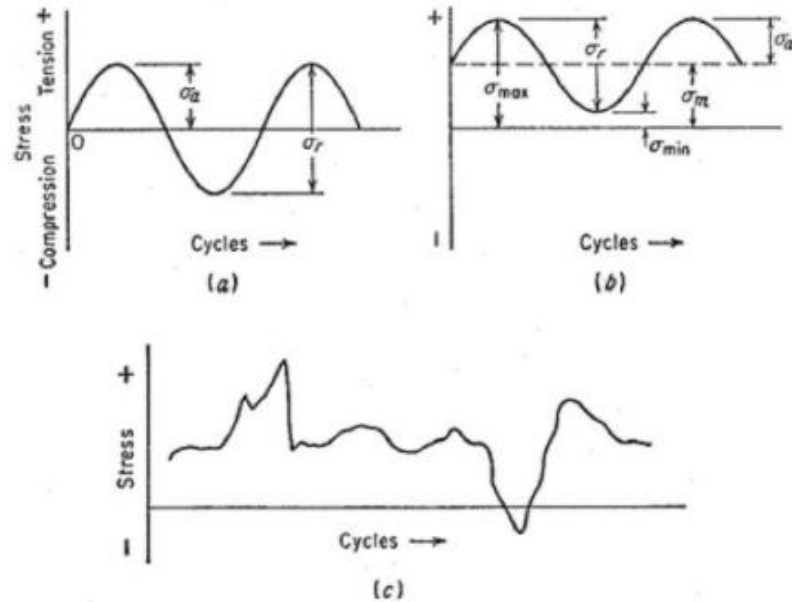 Stress
- Compression Tension +
O
σa
σr
Cycles →
(a)
+
-
σmax
σr
σmin
σm
σa
Cycles →
(b)
+
Stress
-
Cycles →
(c)